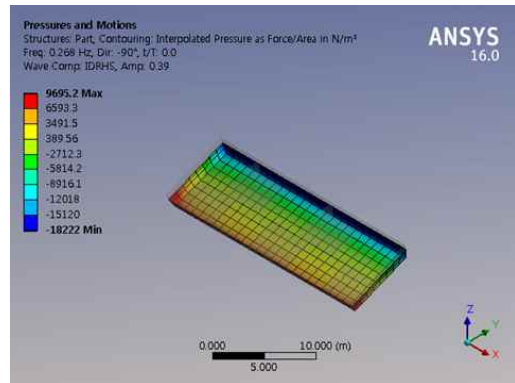 Pressures and Motions
Structures: Part, Contouring: Interpolated Pressure as Force/Area in N/m²
Freq: 0.268 Hz, Dir: -90°, t/T: 0.0
Wave Comp: IDRHS, Amp: 0.39
ANSYS
16.0
9695.2 Max
6593.3
3491.5
389.56
-2712.3
-5814.2
-8916.1
-12018
-15120
-18222 Min
0.000
10.000 (m)
5.000
Z
Y
X